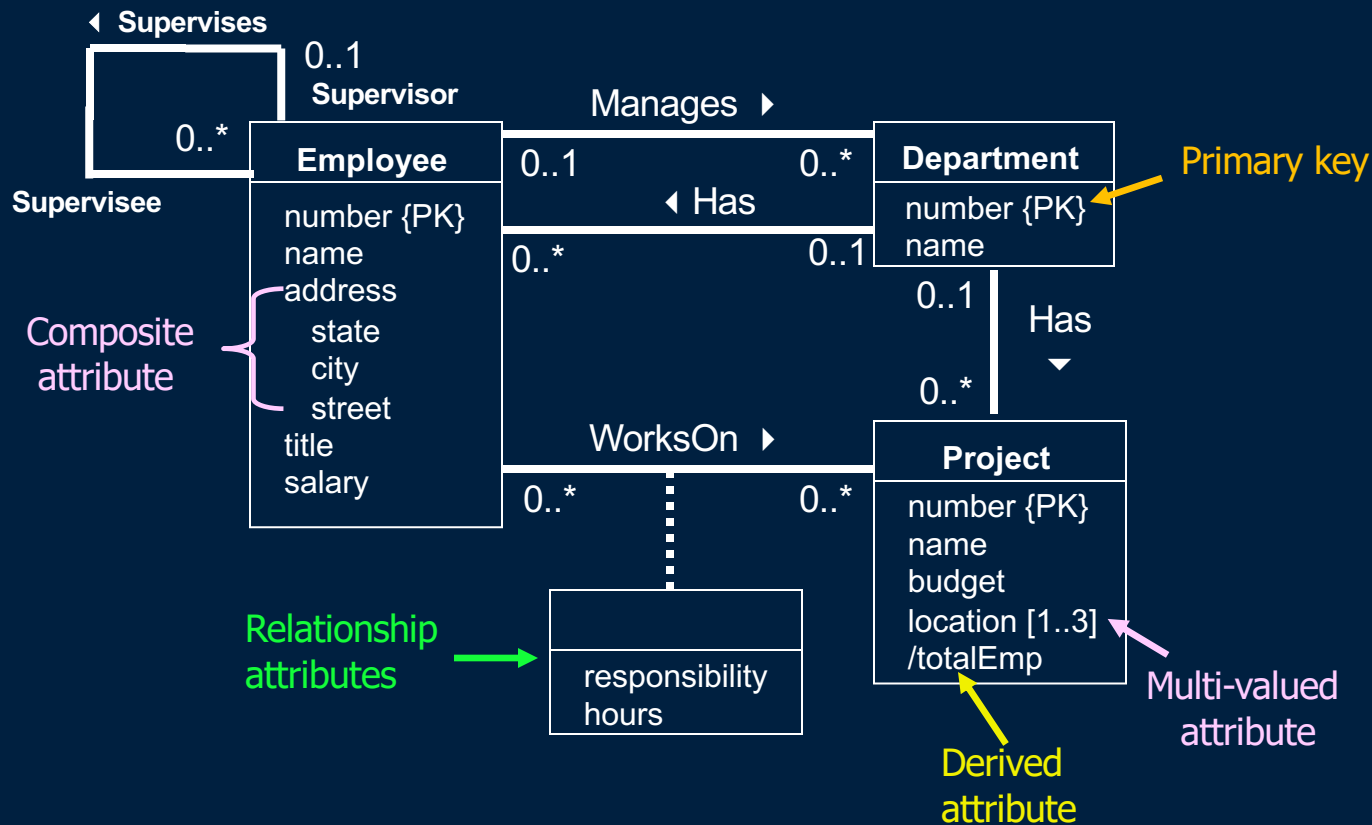 ◂ Supervises
0..1
Supervisor
0..*
Supervisee
Manages ▸
0..1
0..*
◂ Has
0..*
0..1
Employee
number {PK}
name
address
state
city
street
title
salary
Composite
attribute
Department
number {PK}
name
Primary key
0..1
Has
▾
0..*
WorksOn ▸
0..*
0..*
Project
number {PK}
name
budget
location [1..3]
/totalEmp
Relationship
attributes
responsibility
hours
Multi-valued
attribute
Derived
attribute